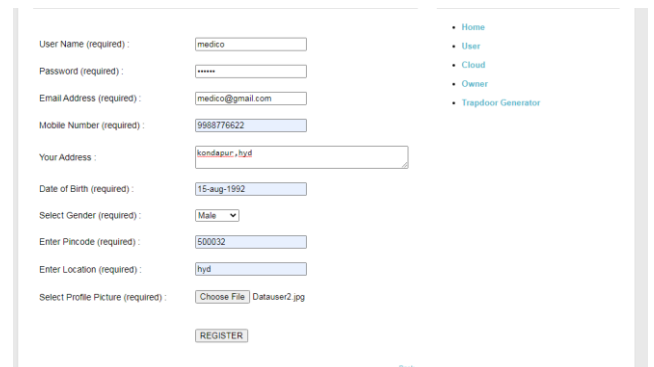 User Name (required) : medico
Password (required) : ••••••
Email Address (required) : medico@gmail.com
Mobile Number (required) : 9988776622
Your Address : kondapur,hyd
Date of Birth (required) : 15-aug-1992
Select Gender (required) : Male
Enter Pincode (required) : 500032
Enter Location (required) : hyd
Select Profile Picture (required) : Choose File Datauser2.jpg
REGISTER
Home
User
Cloud
Owner
Trapdoor Generator